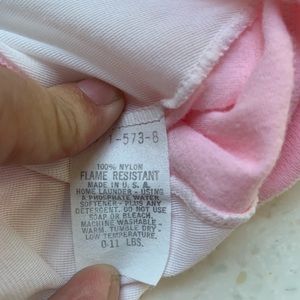 1-573-8
100% NYLON
FLAME RESISTANT
MADE IN U.S.A.
HOME LAUNDER - USING
A PHOSPHATE WATER
SOFTENER - PLUS ANY
DETERGENT. DO NOT USE
SOAP OR BLEACH.
MACHINE WASHABLE -
WARM, TUMBLE DRY -
LOW TEMPERATURE.
0-11 LBS.